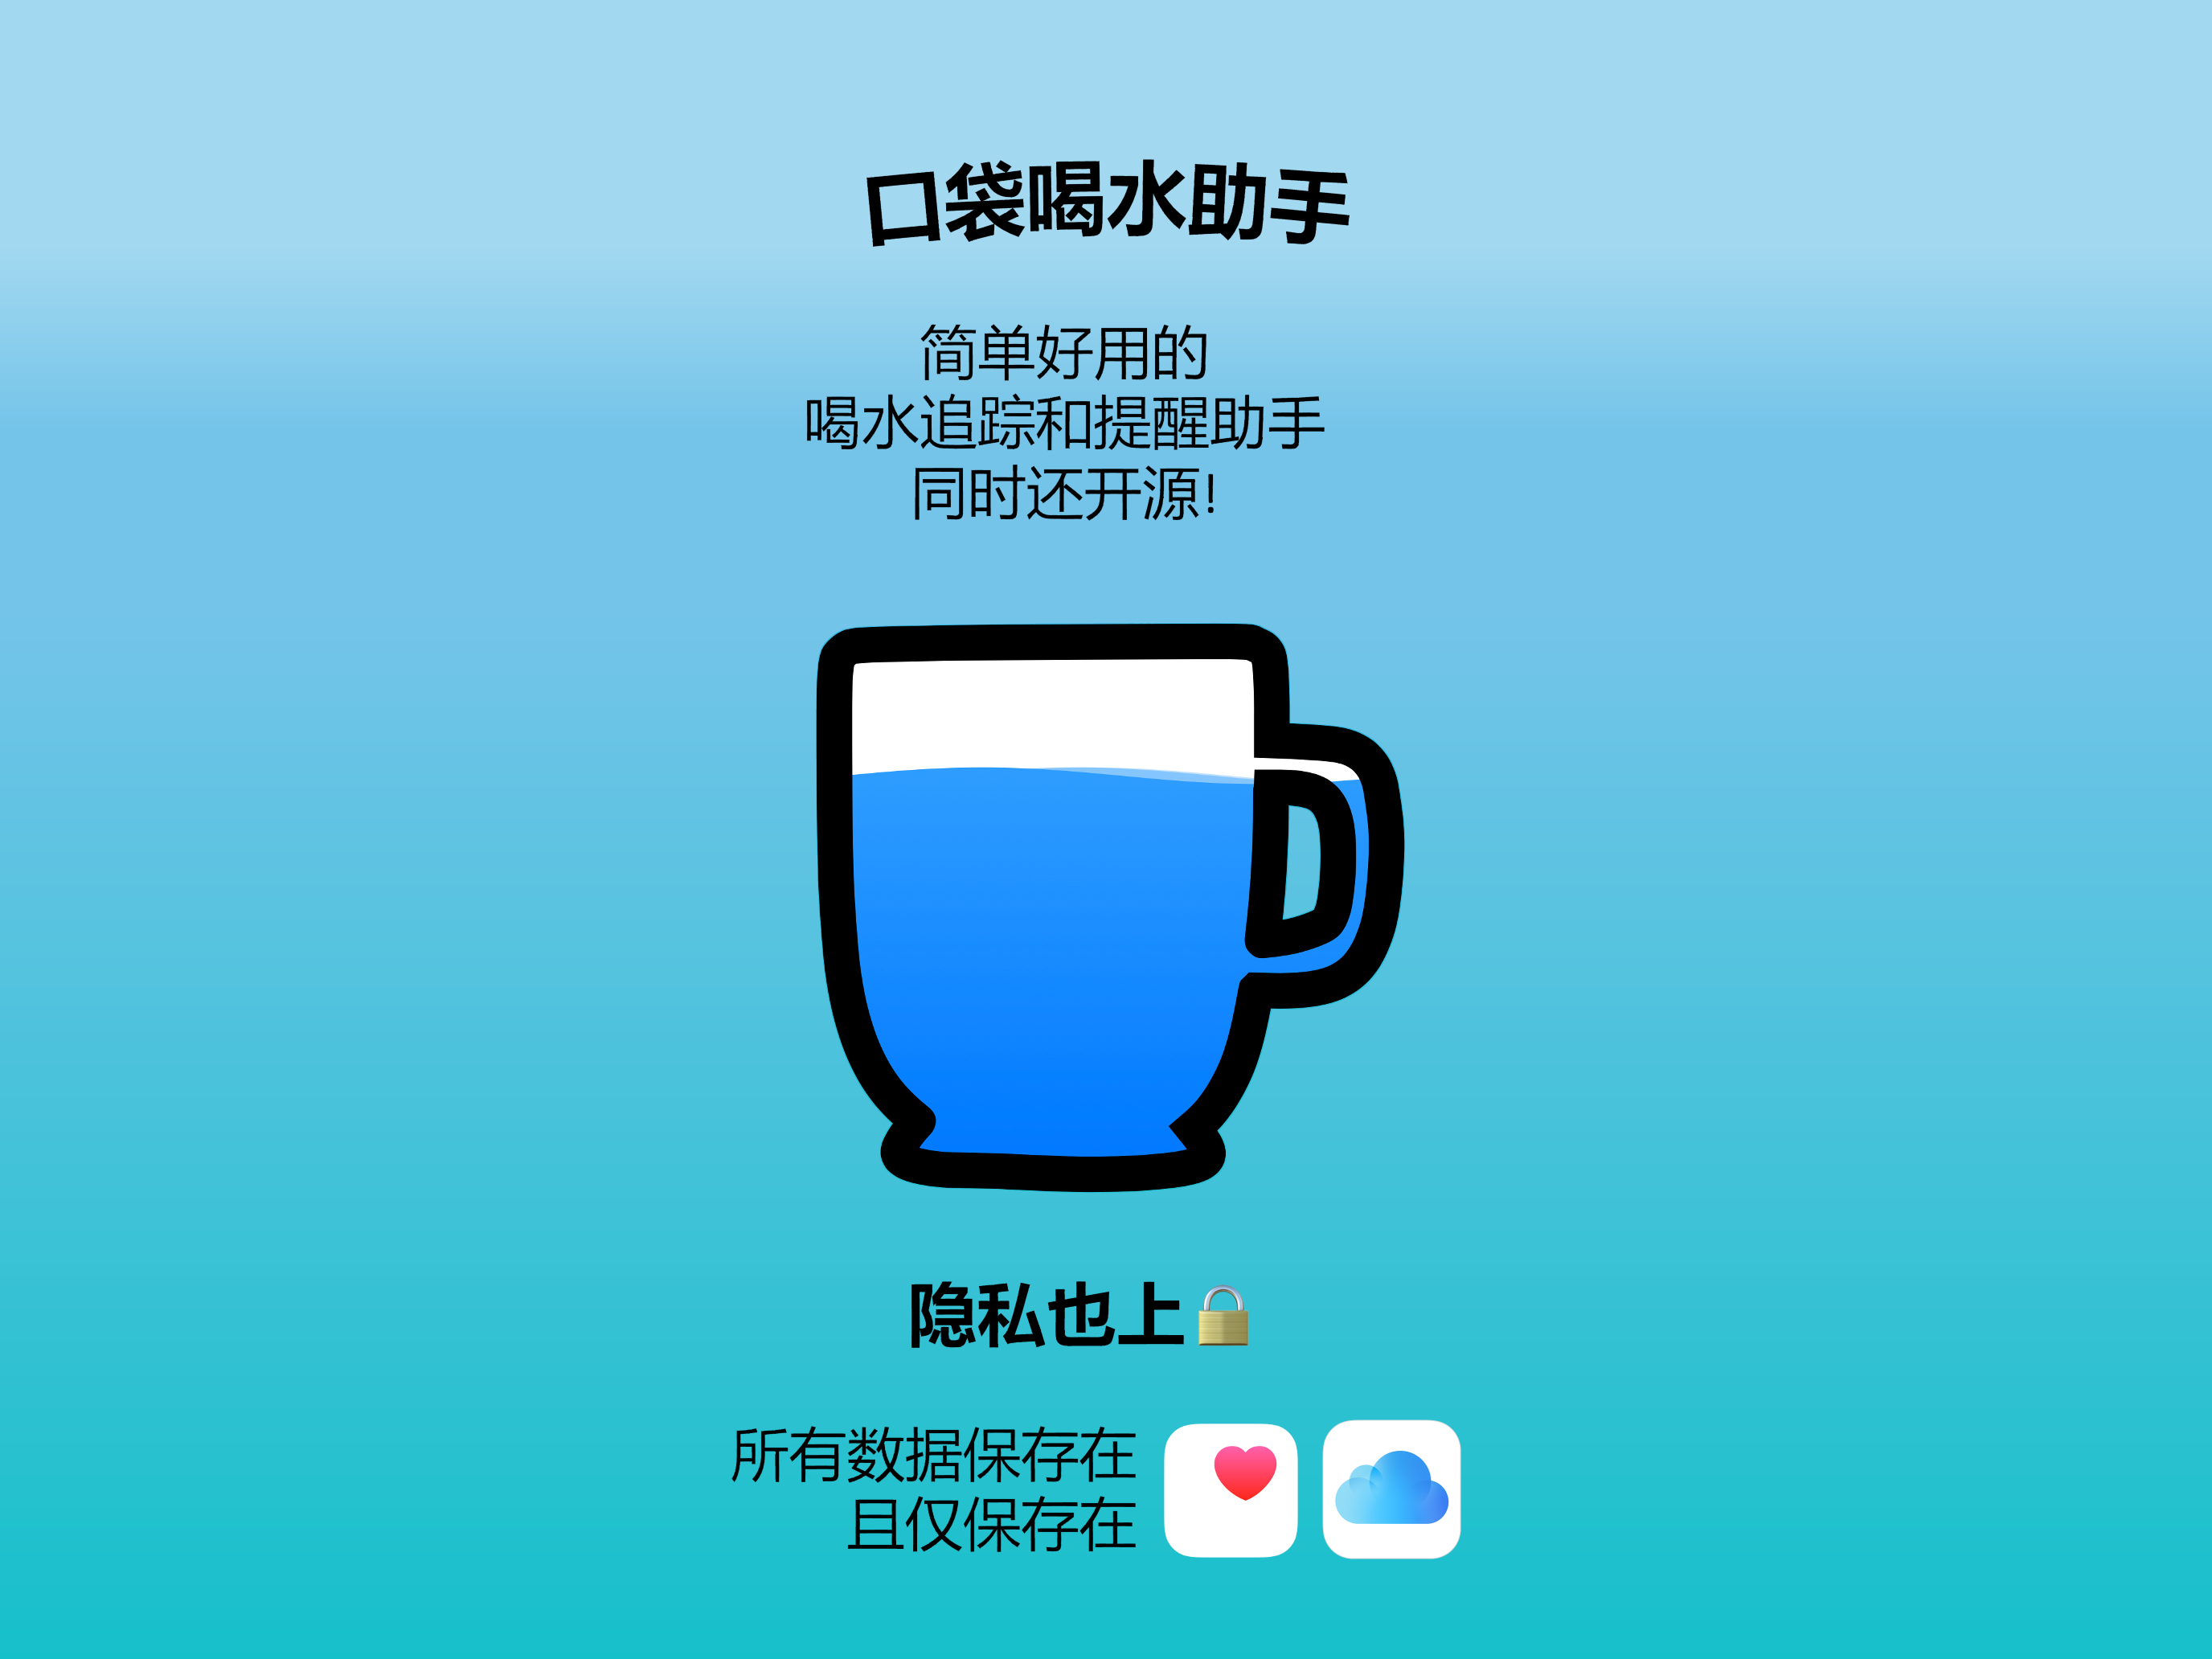 口袋喝水助手
简单好用的
喝水追踪和提醒助手
同时还开源!
隐私也上🔒
所有数据保存在
且仅保存在